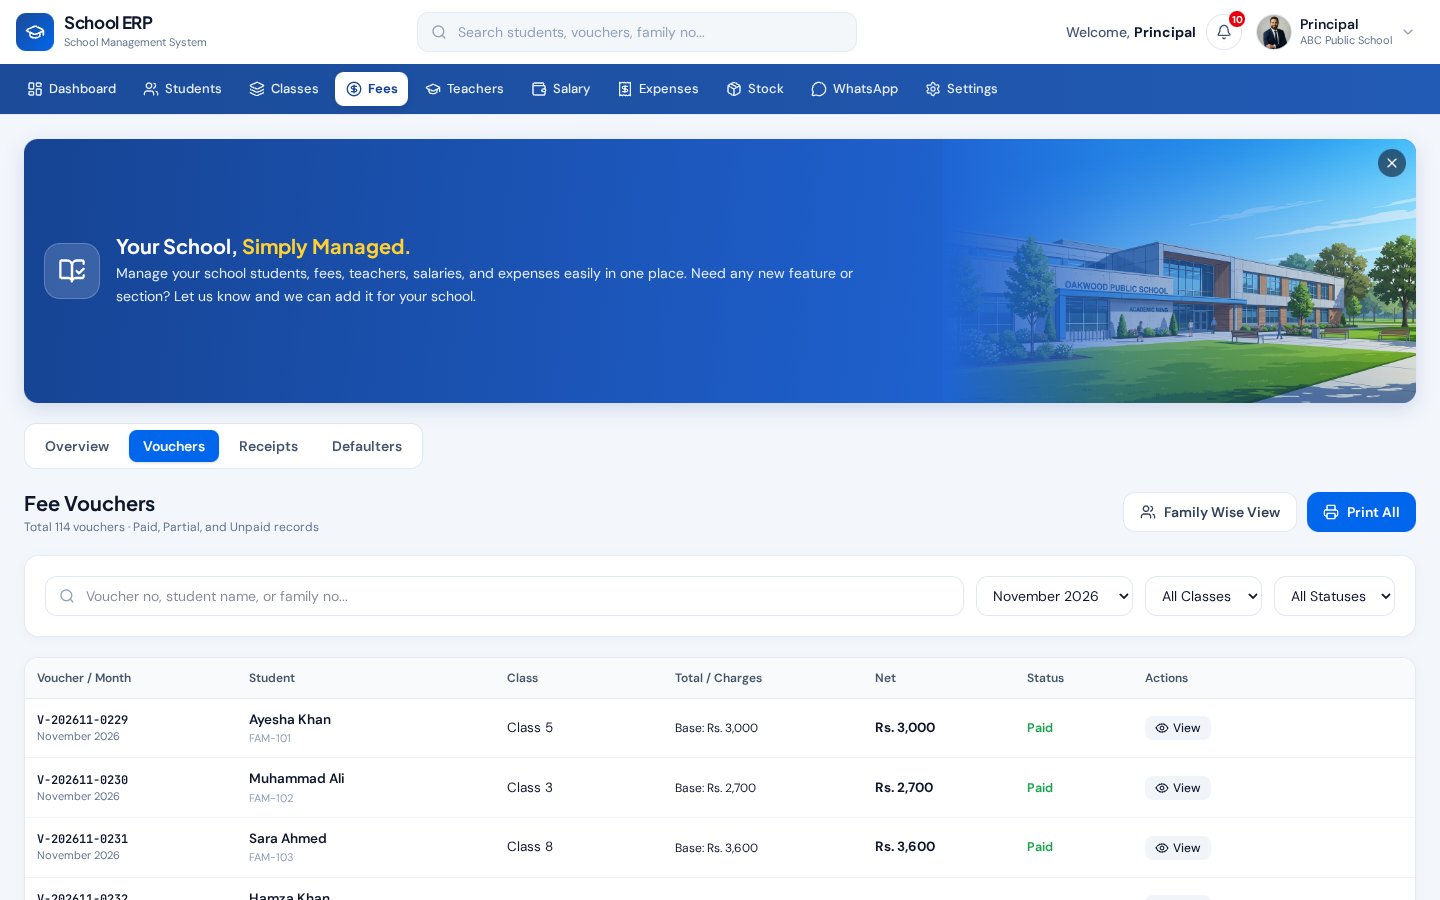 School ERP
School Management System
Search students, vouchers, family no...
Welcome, Principal
10
Principal
ABC Public School
Dashboard
Students
Classes
Fees
Teachers
Salary
Expenses
Stock
WhatsApp
Settings
Your School, Simply Managed.
Manage your school students, fees, teachers, salaries, and expenses easily in one place. Need any new feature or
section? Let us know and we can add it for your school.
OAKWOOD PUBLIC SCHOOL
ACADEMIC
Overview
Vouchers
Receipts
Defaulters
Fee Vouchers
Total 114 vouchers · Paid, Partial, and Unpaid records
Family Wise View
Print All
Voucher no, student name, or family no...
November 2026
All Classes
All Statuses
Voucher / Month
Student
Class
Total / Charges
Net
Status
Actions
V-202611-0229
November 2026
Ayesha Khan
FAM-101
Class 5
Base: Rs. 3,000
Rs. 3,000
Paid
View
V-202611-0230
November 2026
Muhammad Ali
FAM-102
Class 3
Base: Rs. 2,700
Rs. 2,700
Paid
View
V-202611-0231
November 2026
Sara Ahmed
FAM-103
Class 8
Base: Rs. 3,600
Rs. 3,600
Paid
View
V-202611-0232
Hamza Khan